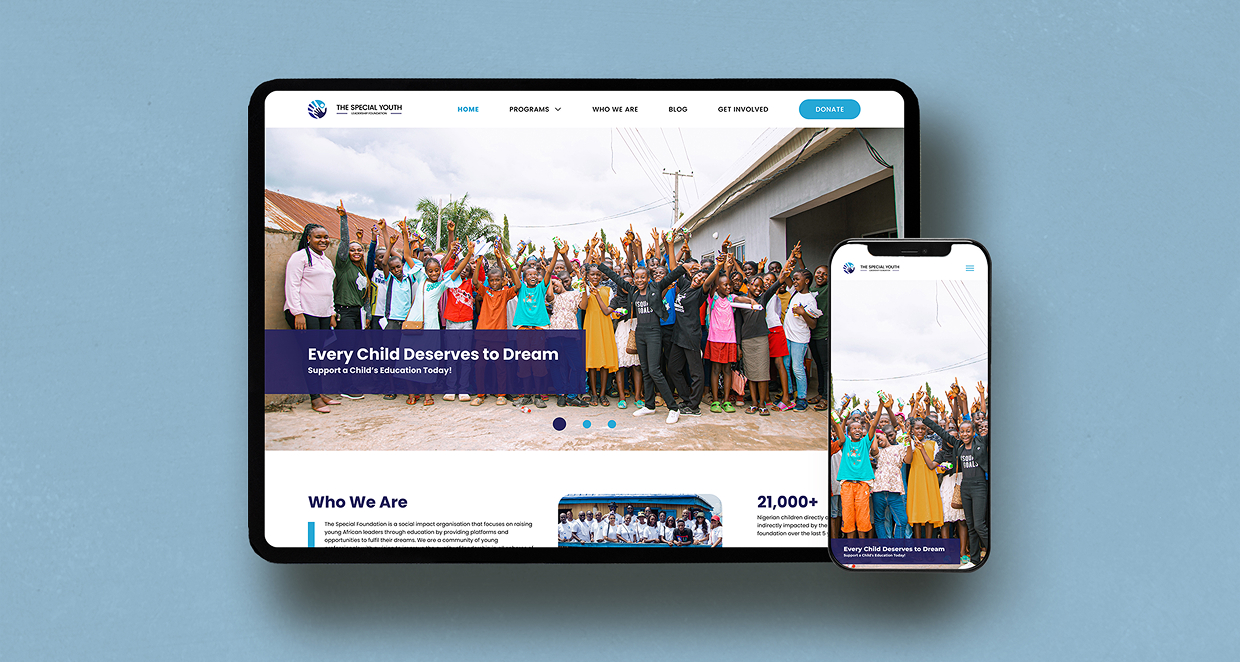 THE SPECIAL YOUTH
LEADERSHIP FOUNDATION
HOME
PROGRAMS
WHO WE ARE
BLOG
GET INVOLVED
DONATE
Every Child Deserves to Dream
Support a Child's Education Today!
Who We Are
The Special Foundation is a social impact organisation that focuses on raising
young African leaders through education by providing platforms and
opportunities to fulfil their dreams. We are a community of young
21,000+
Nigerian children directly
indirectly impacted by the
foundation over the last 5
THE SPECIAL YOUTH
LEADERSHIP FOUNDATION
Every Child Deserves to Dream
Support a Child's Education Today!